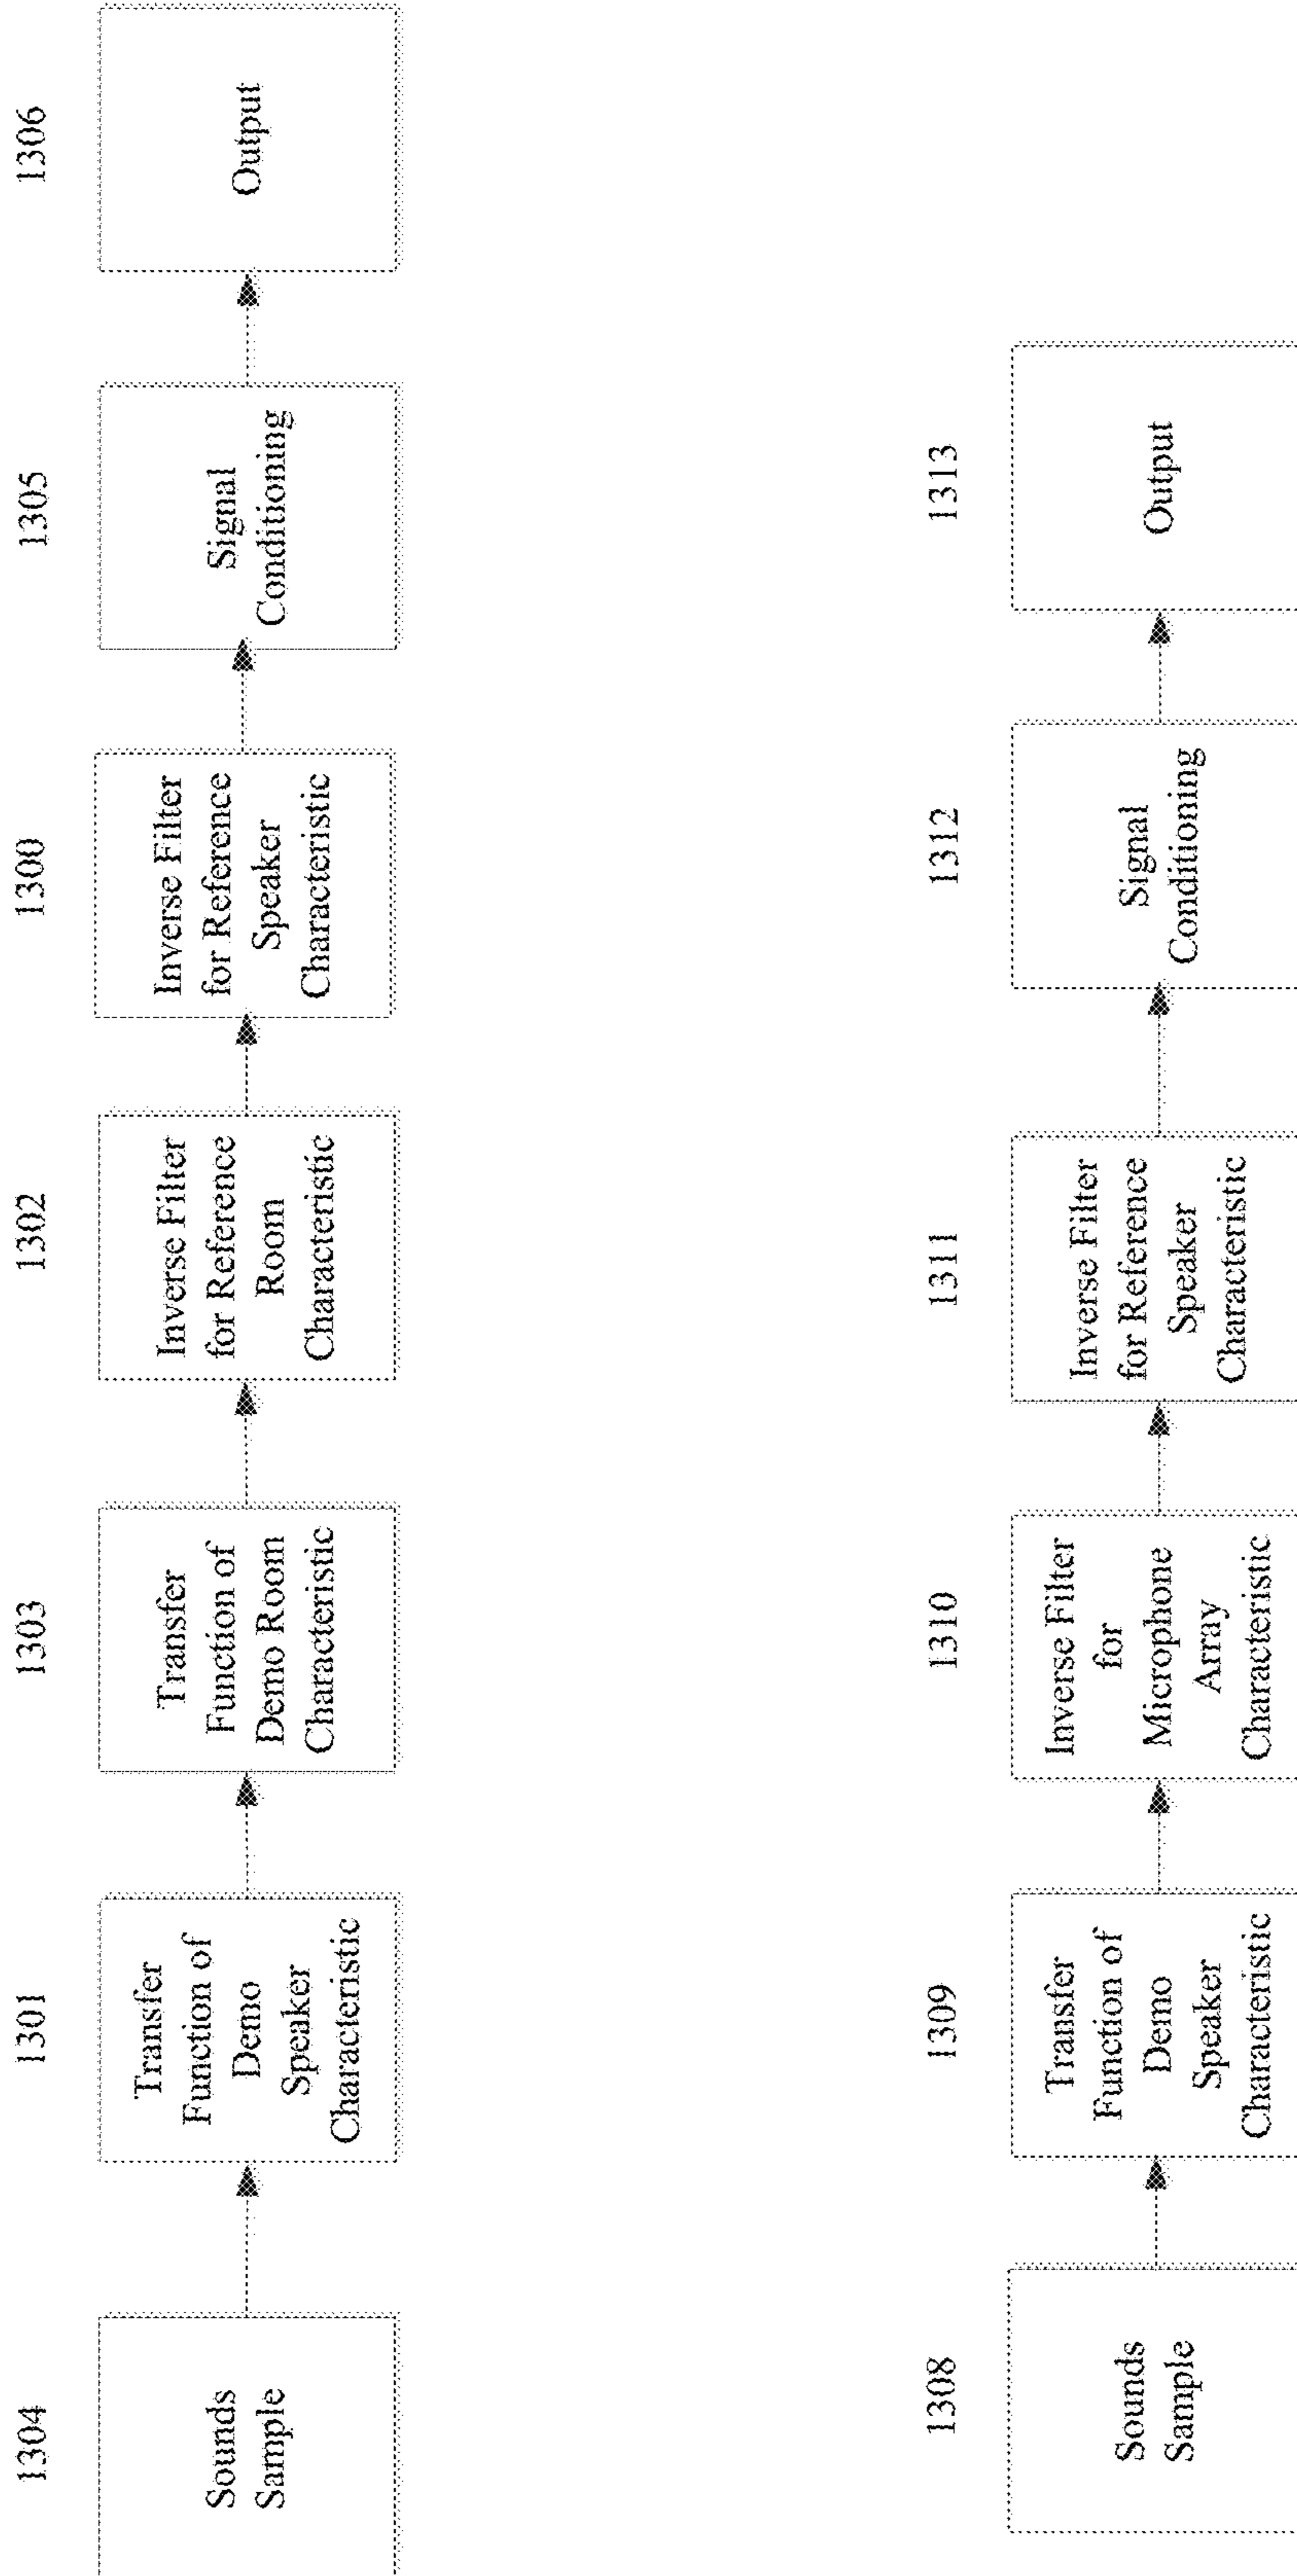 1304
Sounds
Sample
1301
Transfer
Function of
Demo
Speaker
Characteristic
1303
Transfer
Function of
Demo Room
Characteristic
1302
Inverse Filter
for Reference
Room
Characteristic
1300
Inverse Filter
for Reference
Speaker
Characteristic
1305
Signal
Conditioning
1306
Output
1308
Sounds
Sample
1309
Transfer
Function of
Demo
Speaker
Characteristic
1310
Inverse Filter
for
Microphone
Array
Characteristic
1311
Inverse Filter
for Reference
Speaker
Characteristic
1312
Signal
Conditioning
1313
Output